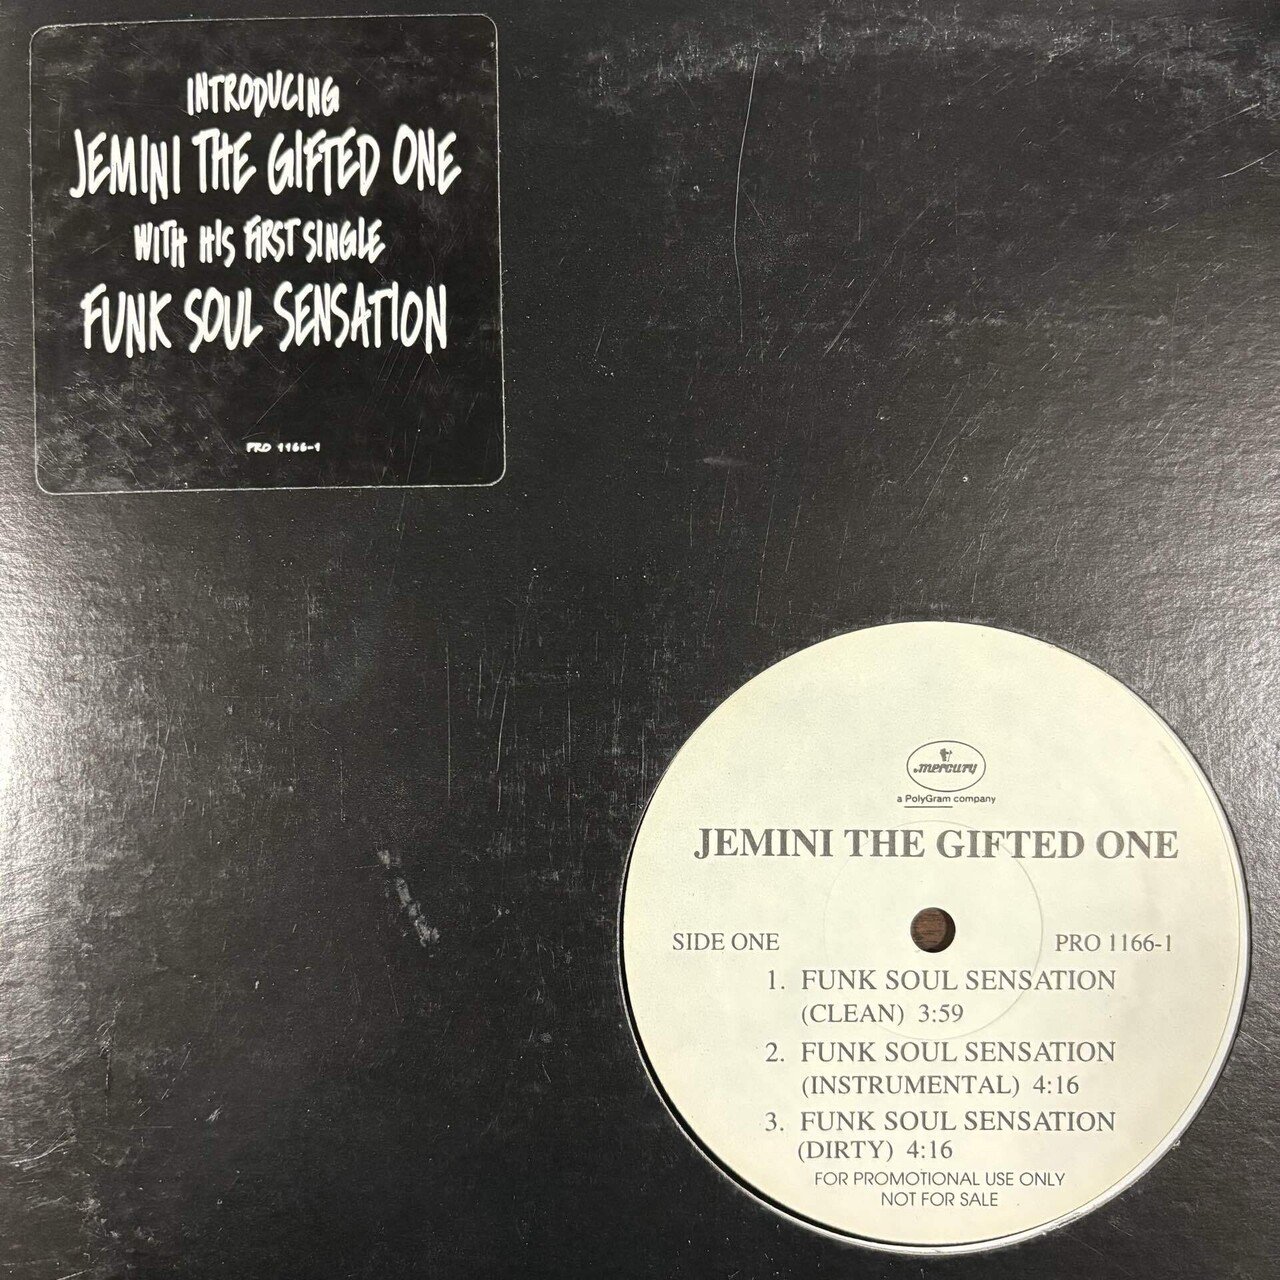 INTRODUCING
JEMINI THE GIFTED ONE
WITH HIS FIRST SINGLE
FUNK SOUL SENSATION
PRO 1166-1
mercury
a PolyGram company
JEMINI THE GIFTED ONE
SIDE ONE
PRO 1166-1
1. FUNK SOUL SENSATION
(CLEAN) 3:59
2. FUNK SOUL SENSATION
(INSTRUMENTAL) 4:16
3. FUNK SOUL SENSATION
(DIRTY) 4:16
FOR PROMOTIONAL USE ONLY
NOT FOR SALE